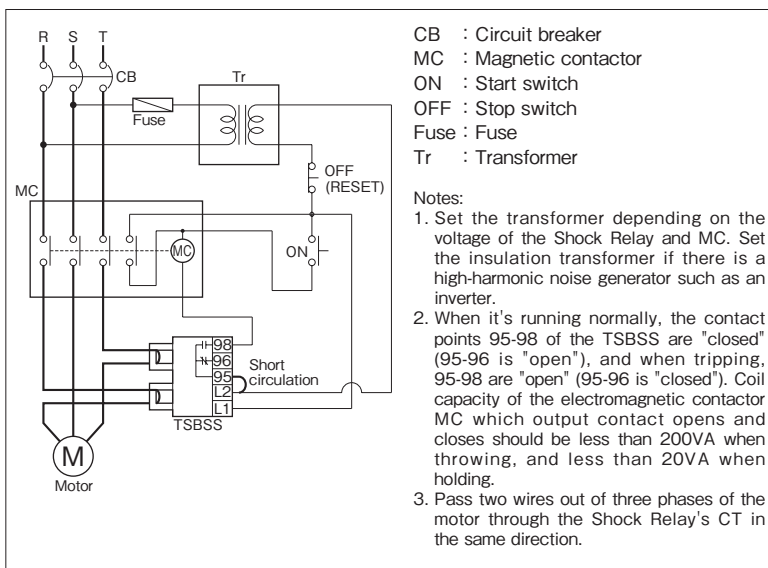 R S T
CB
Tr
Fuse
OFF
(RESET)
MC
MC
ON
98
96
95
L2
L1
Short
circulation
TSBSS
M
Motor
CB : Circuit breaker
MC : Magnetic contactor
ON : Start switch
OFF : Stop switch
Fuse : Fuse
Tr : Transformer
Notes:
1. Set the transformer depending on the
voltage of the Shock Relay and MC. Set
the insulation transformer if there is a
high-harmonic noise generator such as an
inverter.
2. When it's running normally, the contact
points 95-98 of the TSBSS are "closed"
(95-96 is "open"), and when tripping,
95-98 are "open" (95-96 is "closed"). Coil
capacity of the electromagnetic contactor
MC which output contact opens and
closes should be less than 200VA when
throwing, and less than 20VA when
holding.
3. Pass two wires out of three phases of the
motor through the Shock Relay's CT in
the same direction.